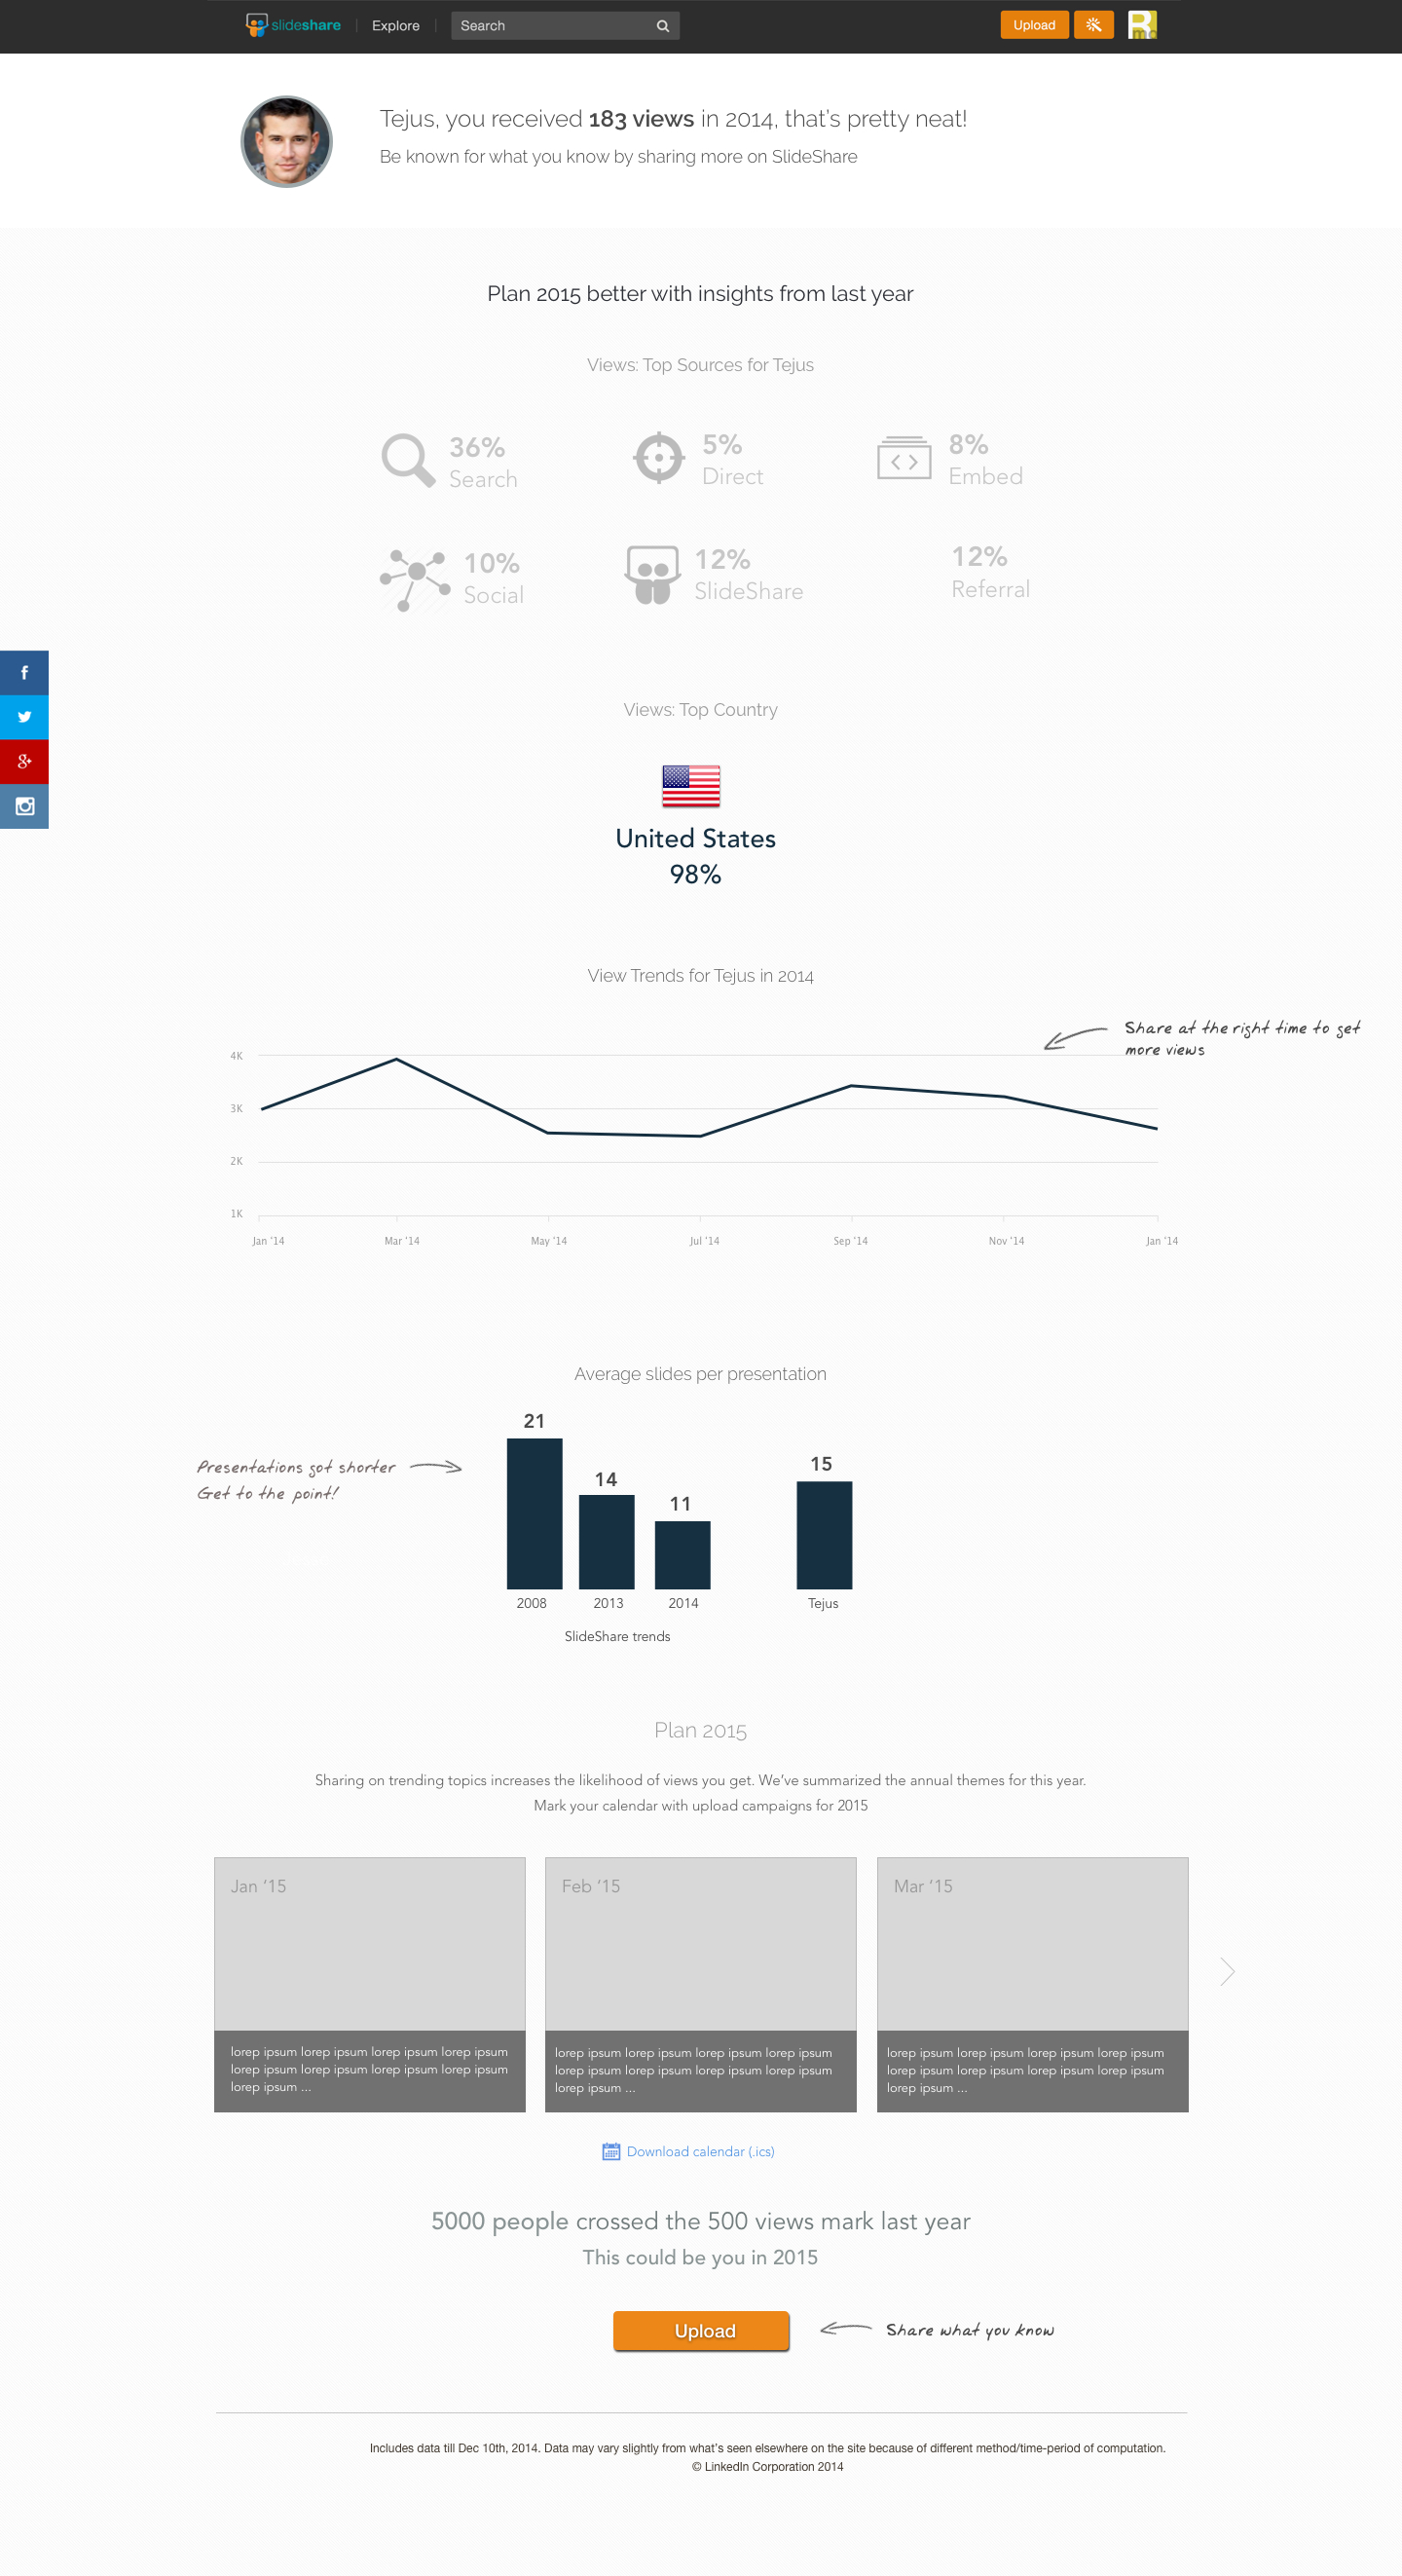 slideshare
Explore
Search
Upload
Tejus, you received 183 views in 2014, that's pretty neat!
Be known for what you know by sharing more on SlideShare
Plan 2015 better with insights from last year
Views: Top Sources for Tejus
36%
Search
5%
Direct
8%
Embed
10%
Social
12%
SlideShare
12%
Referral
Views: Top Country
United States
98%
View Trends for Tejus in 2014
Share at the right time to get
more views
4K
3K
2K
1K
Jan '14
Mar '14
May '14
Jul '14
Sep '14
Nov '14
Jan '14
Average slides per presentation
Presentations got shorter
Get to the point!
21
14
11
15
2008
2013
2014
Tejus
SlideShare trends
Plan 2015
Sharing on trending topics increases the likelihood of views you get. We've summarized the annual themes for this year.
Mark your calendar with upload campaigns for 2015
Jan '15
lorep ipsum lorep ipsum lorep ipsum lorep ipsum
lorep ipsum lorep ipsum lorep ipsum lorep ipsum
lorep ipsum ...
Feb '15
lorep ipsum lorep ipsum lorep ipsum lorep ipsum
lorep ipsum lorep ipsum lorep ipsum lorep ipsum
lorep ipsum ...
Mar '15
lorep ipsum lorep ipsum lorep ipsum lorep ipsum
lorep ipsum lorep ipsum lorep ipsum lorep ipsum
lorep ipsum ...
Download calendar (.ics)
5000 people crossed the 500 views mark last year
This could be you in 2015
Upload
Share what you know
Includes data till Dec 10th, 2014. Data may vary slightly from what's seen elsewhere on the site because of different method/time-period of computation.
© LinkedIn Corporation 2014